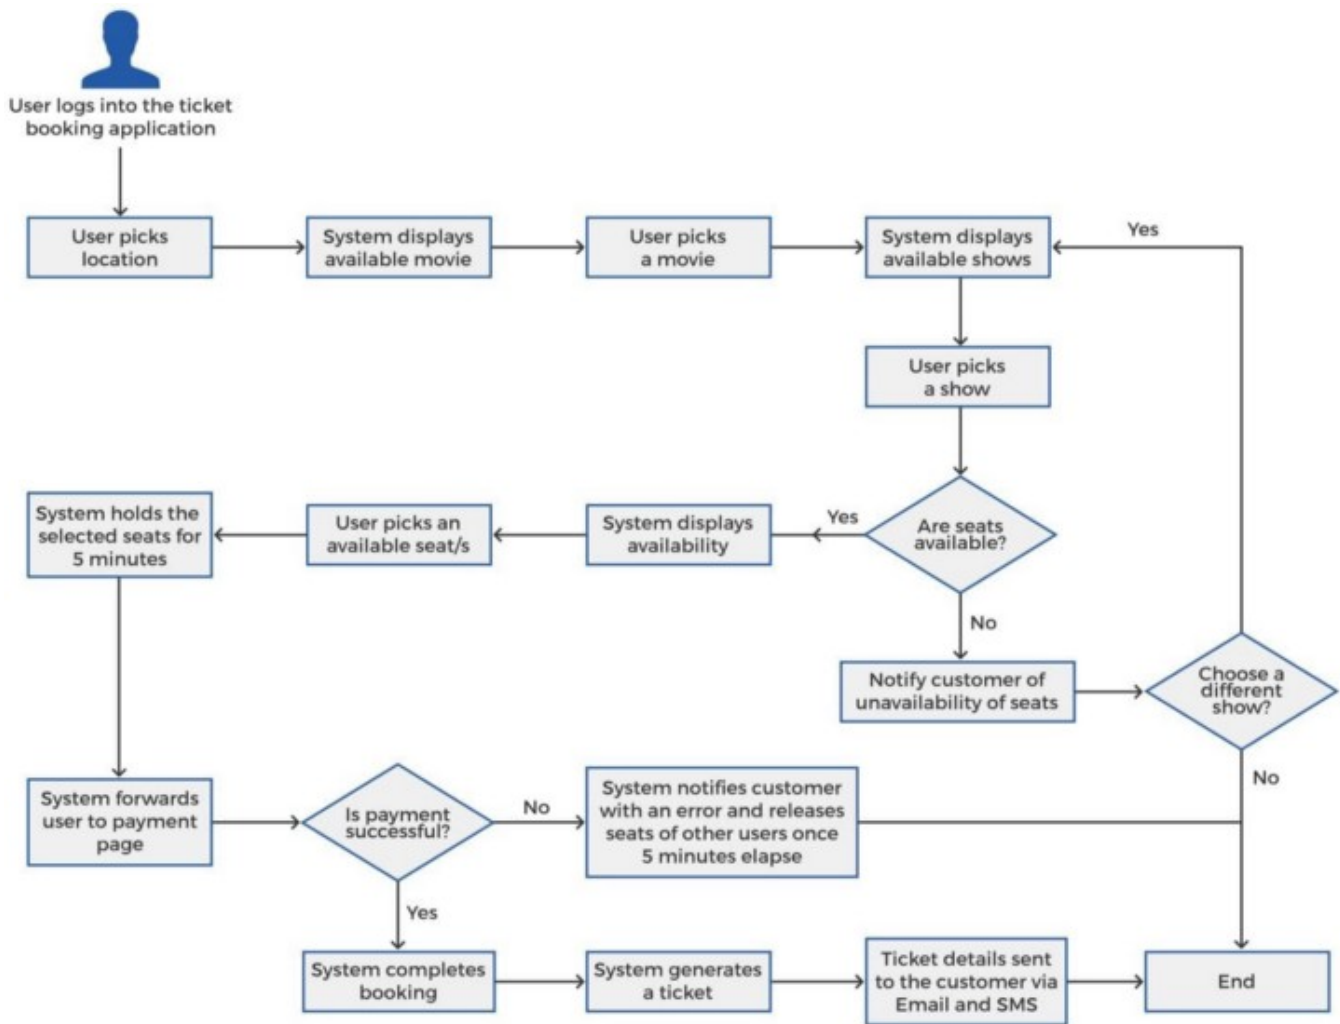 User logs into the ticket
booking application
User picks
location
System displays
available movie
User picks
a movie
System displays
available shows
Yes
User picks
a show
Are seats
available?
Yes
System displays
availability
User picks an
available seat/s
System holds the
selected seats for
5 minutes
No
Notify customer of
unavailability of seats
Choose a
different
show?
No
System forwards
user to payment
page
Is payment
successful?
No
System notifies customer
with an error and releases
seats of other users once
5 minutes elapse
Yes
System completes
booking
System generates
a ticket
Ticket details sent
to the customer via
Email and SMS
End